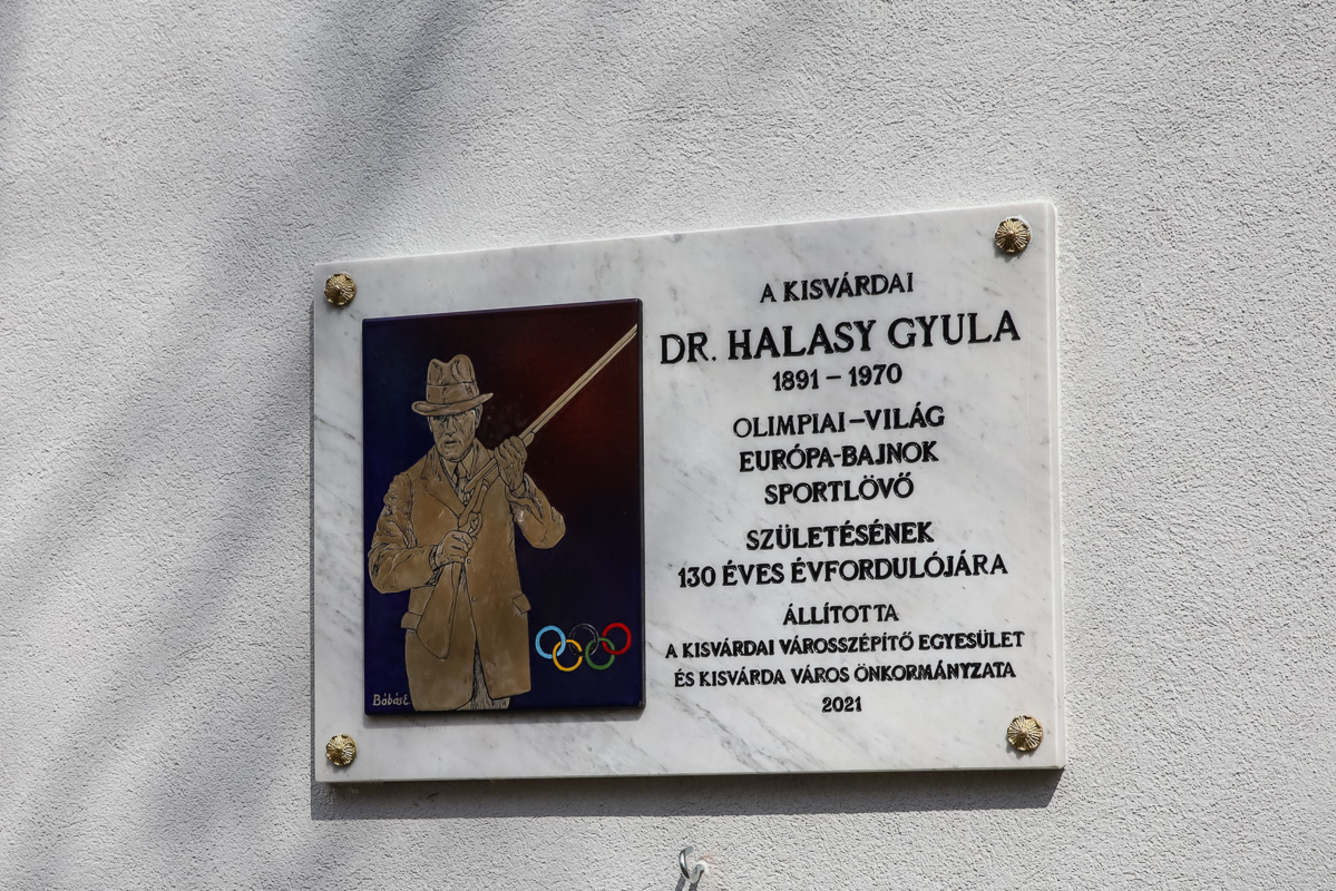 A KISVÁRDAI
DR. HALASY GYULA
1891 – 1970
OLIMPIAI–VILÁG
EURÓPA-BAJNOK
SPORTLÖVŐ
SZÜLETÉSÉNEK
130 ÉVES ÉVFORDULÓJÁRA
ÁLLÍTOTTA
A KISVÁRDAI VÁROSSZÉPÍTŐ EGYESÜLET
ÉS KISVÁRDA VÁROS ÖNKORMÁNYZATA
2021